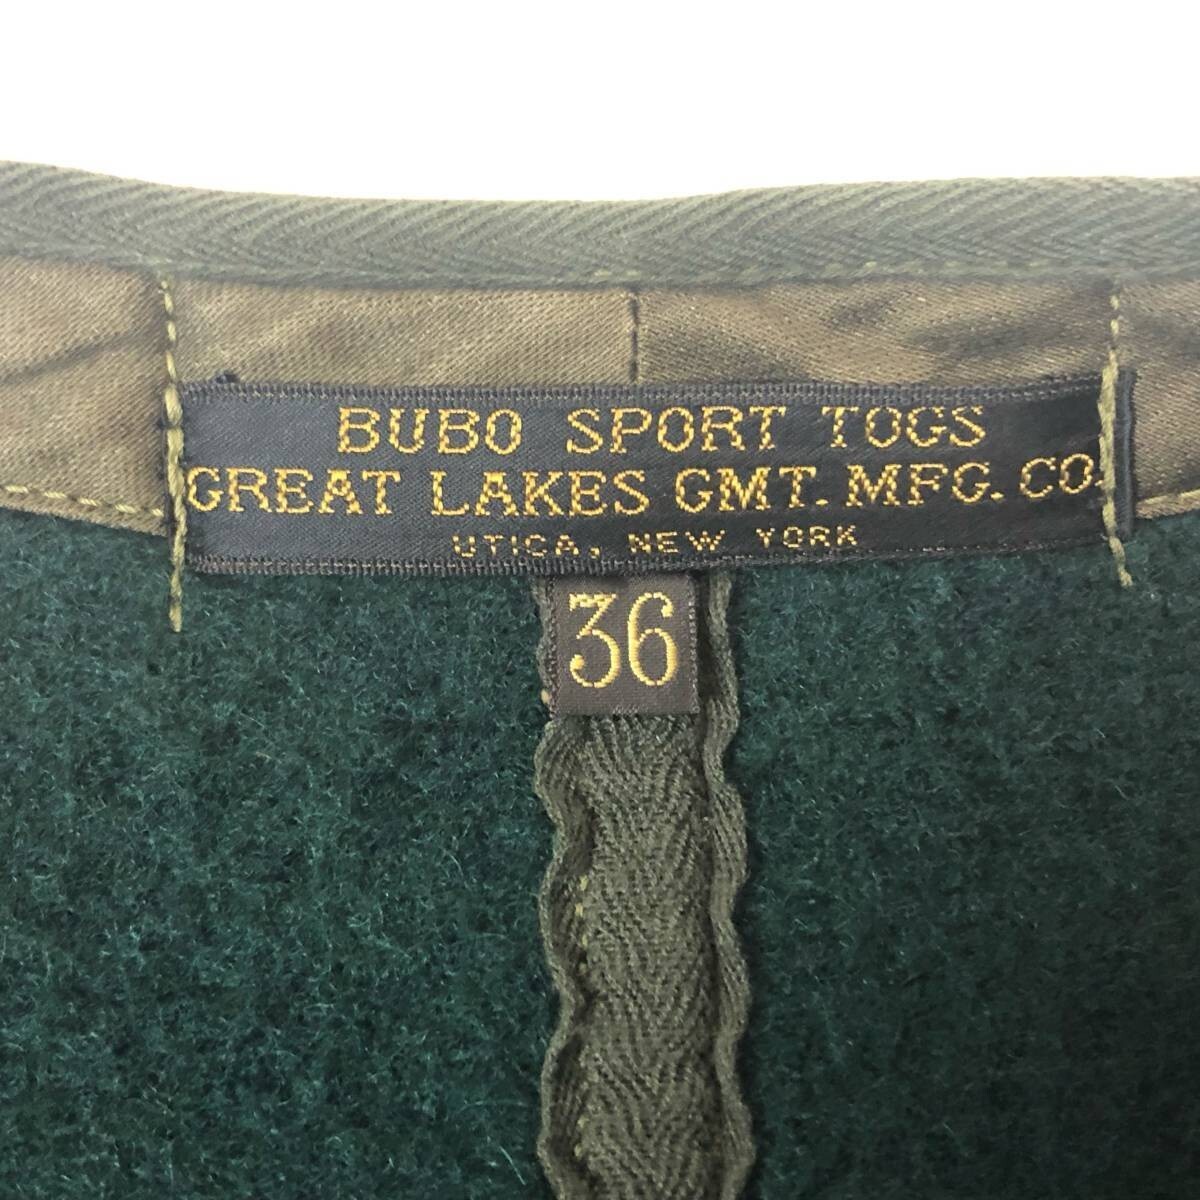 BUBO SPORT TOGS
GREAT LAKES GMT. MFG. CO.
UTICA, NEW YORK
36